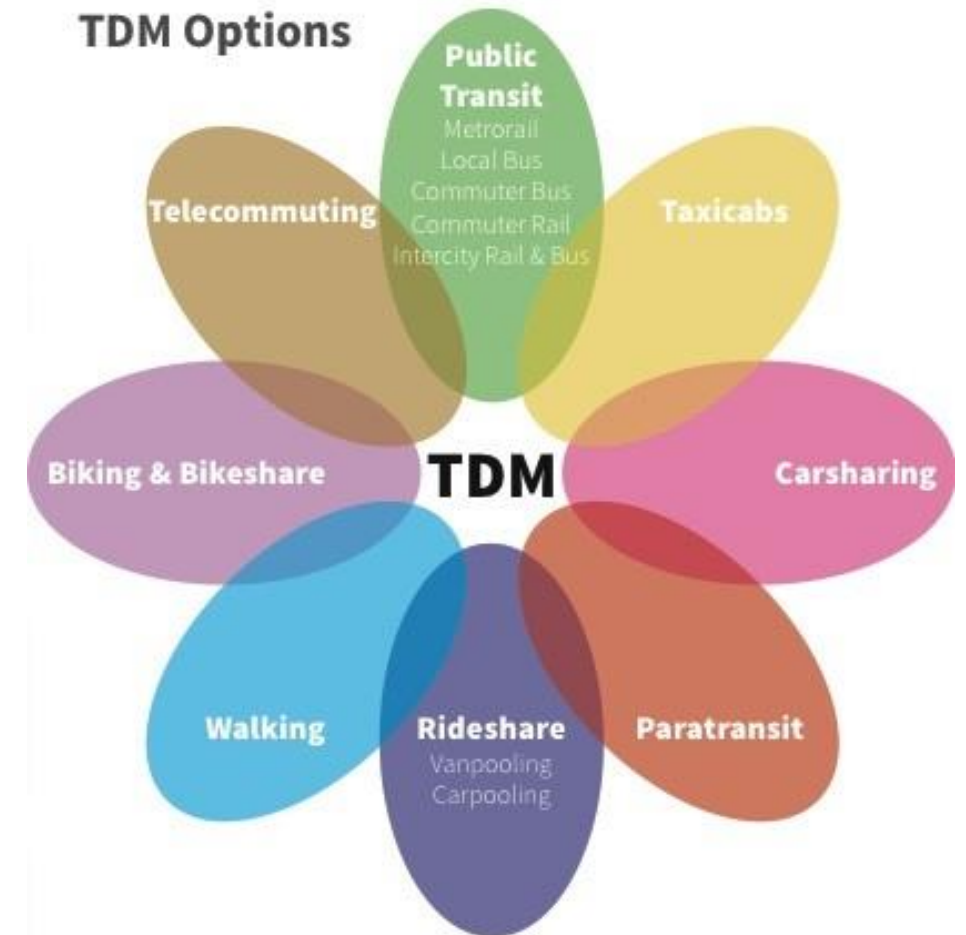 TDM Options
Public
Transit
Metrorail
Local Bus
Commuter Bus
Commuter Rail
Intercity Rail & Bus
Telecommuting
Taxicabs
Biking & Bikeshare
TDM
Carsharing
Walking
Rideshare
Vanpooling
Carpooling
Paratransit